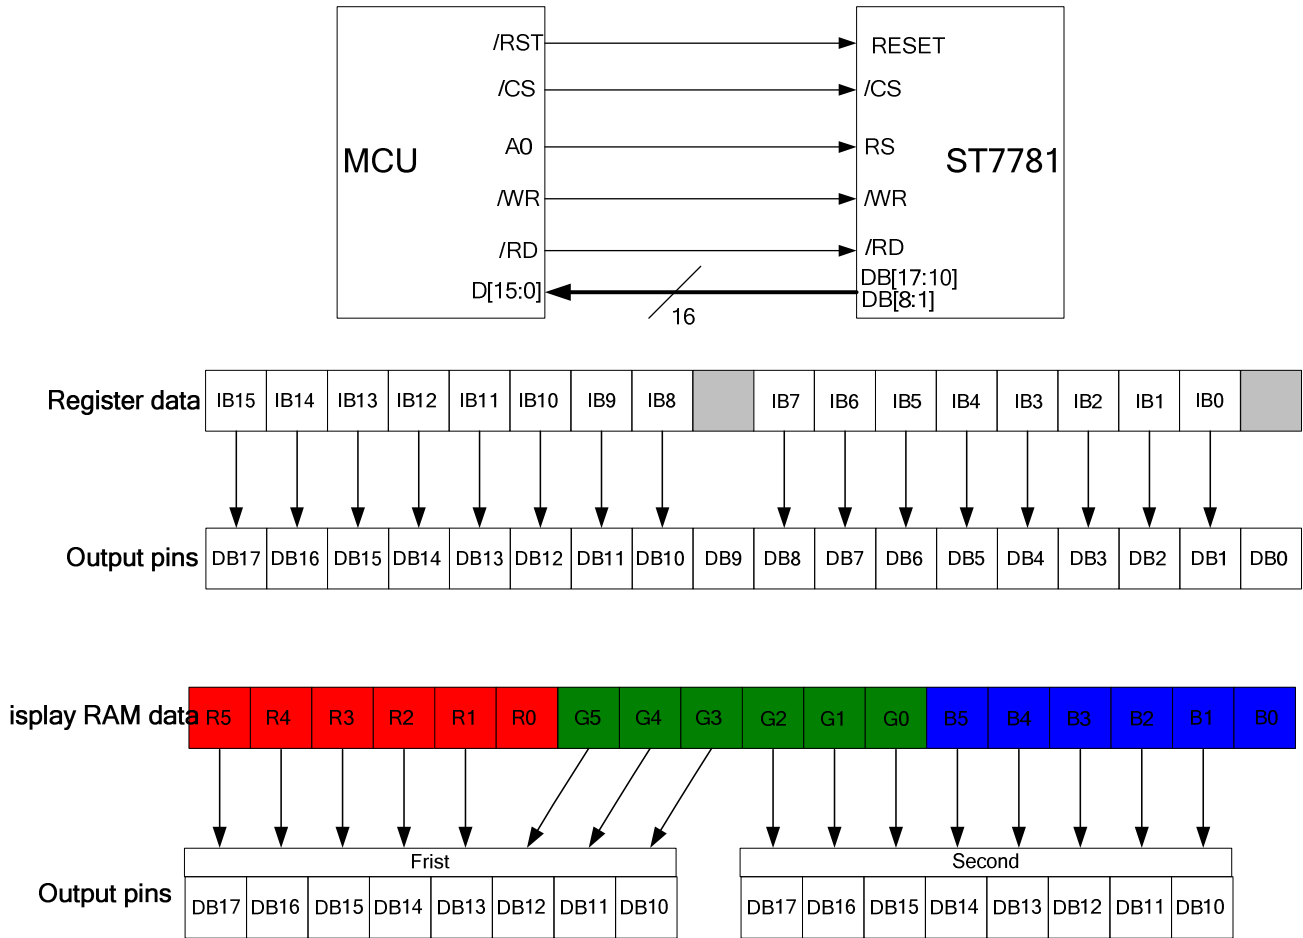 /RST RESET
/CS /CS
MCU A0 RS ST7781
/WR /WR
/RD /RD
D[15:0] DB[17:10]
DB[8:1]
16
Register data IB15 IB14 IB13 IB12 IB11 IB10 IB9 IB8 IB7 IB6 IB5 IB4 IB3 IB2 IB1 IB0
Output pins DB17 DB16 DB15 DB14 DB13 DB12 DB11 DB10 DB9 DB8 DB7 DB6 DB5 DB4 DB3 DB2 DB1 DB0
isplay RAM data R5 R4 R3 R2 R1 R0 G5 G4 G3 G2 G1 G0 B5 B4 B3 B2 B1 B0
Frist Second
Output pins DB17 DB16 DB15 DB14 DB13 DB12 DB11 DB10 DB17 DB16 DB15 DB14 DB13 DB12 DB11 DB10